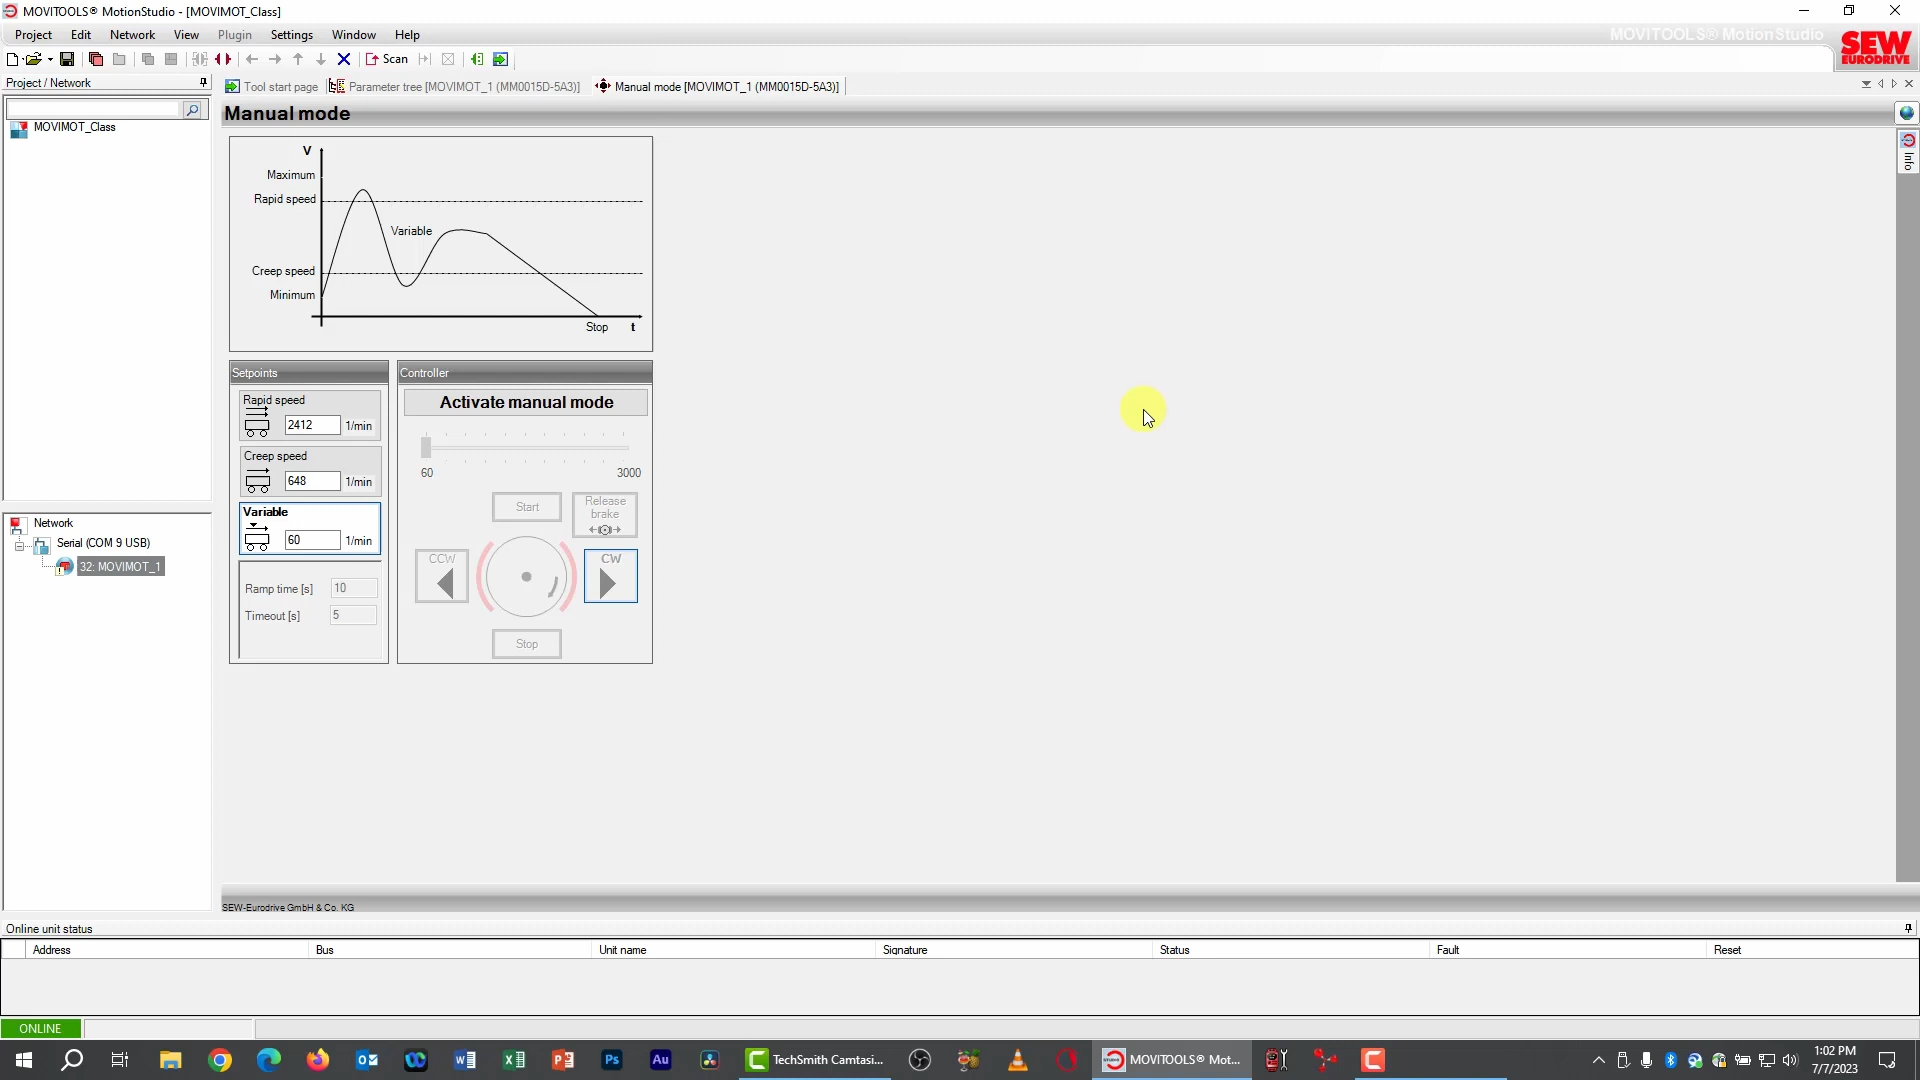 MOVITOOLS® MotionStudio - [MOVIMOT_Class]
Project Edit Network View Plugin Settings Window Help
MOVITOOLS® MotionStudio
SEW
EURODRIVE
Scan
Project / Network
Tool start page
Parameter tree [MOVIMOT_1 (MM0015D-5A3)]
Manual mode [MOVIMOT_1 (MM0015D-5A3)]
Manual mode
MOVIMOT_Class
Info
V
Maximum
Rapid speed
Variable
Creep speed
Minimum
Stop t
Setpoints
Rapid speed
2412 1/min
Creep speed
648 1/min
Variable
60 1/min
Ramp time [s] 10
Timeout [s] 5
Controller
Activate manual mode
60 3000
Start
Release
brake
CCW
CW
Stop
Network
Serial (COM 9 USB)
32: MOVIMOT_1
SEW-Eurodrive GmbH & Co. KG
Online unit status
Address Bus Unit name Signature Status Fault Reset
ONLINE
TechSmith Camtasi...
MOVITOOLS® Mot...
1:02 PM
7/7/2023